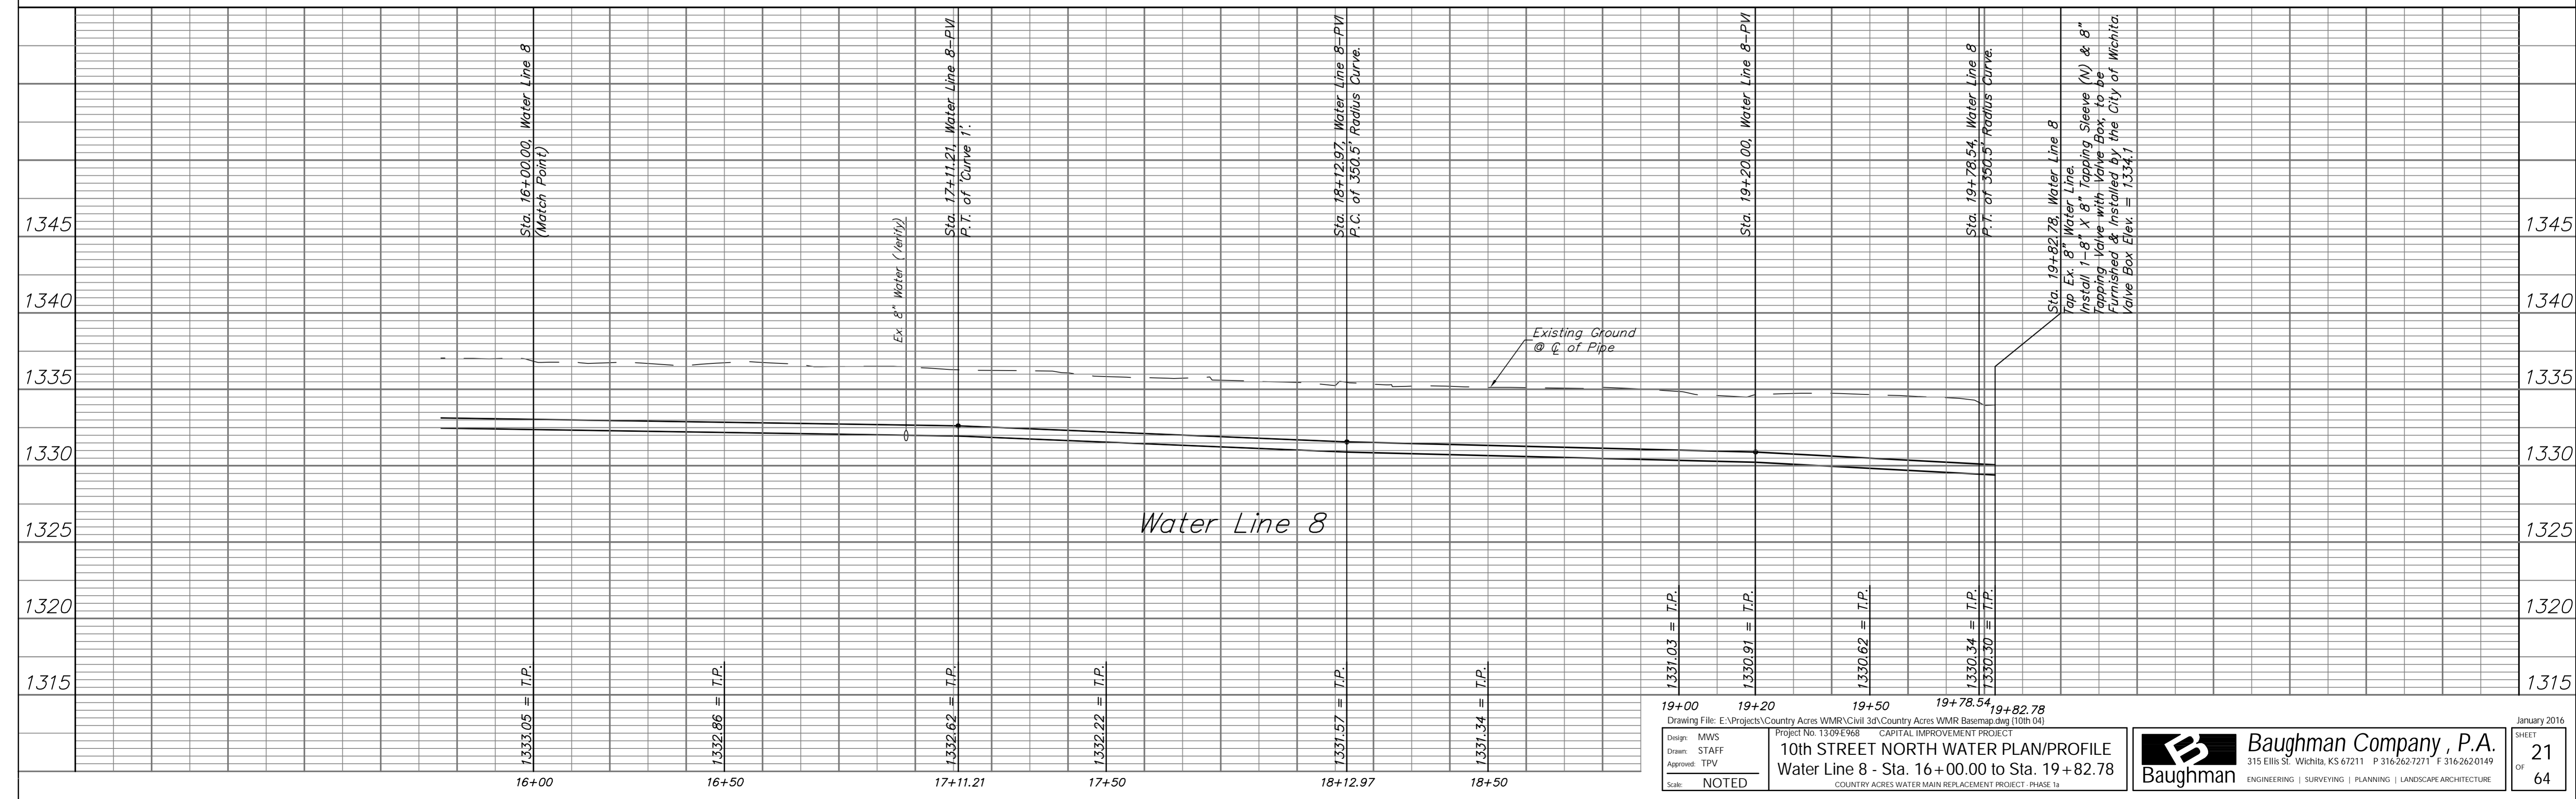 Sta. 16+00.00, Water Line 8
(Match Point)
Ex. 8" Water (Verify)
Sta. 17+11.21, Water Line 8-PVI
P.T. of 'Curve 1'.
Sta. 18+12.97, Water Line 8-PVI
P.C. of 350.5' Radius Curve.
Sta. 19+20.00, Water Line 8-PVI
Sta. 19+78.54, Water Line 8
P.T. of 350.5' Radius Curve.
Sta. 19+82.78, Water Line 8
Tap Ex. 8" Water Line.
Install 1-8" X 8" Tapping Sleeve (N) & 8"
Tapping Valve with Valve Box, to be
Furnished & Installed by the City of Wichita.
Valve Box Elev. = 1334.1
1345 1345
1340 1340
Existing Ground
@ ℄ of Pipe
1335 1335
1330 1330
Water Line 8
1325 1325
1320 1320
1315 1315
1333.05 = T.P.
1332.86 = T.P.
1332.62 = T.P.
1332.22 = T.P.
1331.57 = T.P.
1331.34 = T.P.
1331.03 = T.P.
1330.91 = T.P.
1330.62 = T.P.
1330.34 = T.P.
1330.30 = T.P.
16+00 16+50 17+11.21 17+50 18+12.97 18+50
19+00 19+20 19+50 19+78.54 19+82.78
Drawing File: E:\Projects\Country Acres WMR\Civil 3d\Country Acres WMR Basemap.dwg (10th 04)
Design: MWS
Drawn: STAFF
Approved: TPV
Scale: NOTED
Project No. 13-09-E968 CAPITAL IMPROVEMENT PROJECT
10th STREET NORTH WATER PLAN/PROFILE
Water Line 8 - Sta. 16+00.00 to Sta. 19+82.78
COUNTRY ACRES WATER MAIN REPLACEMENT PROJECT - PHASE 1a
Baughman
Baughman Company, P.A.
315 Ellis St. Wichita, KS 67211 P 316-262-7271 F 316-262-0149
ENGINEERING | SURVEYING | PLANNING | LANDSCAPE ARCHITECTURE
January 2016
SHEET
21
OF
64